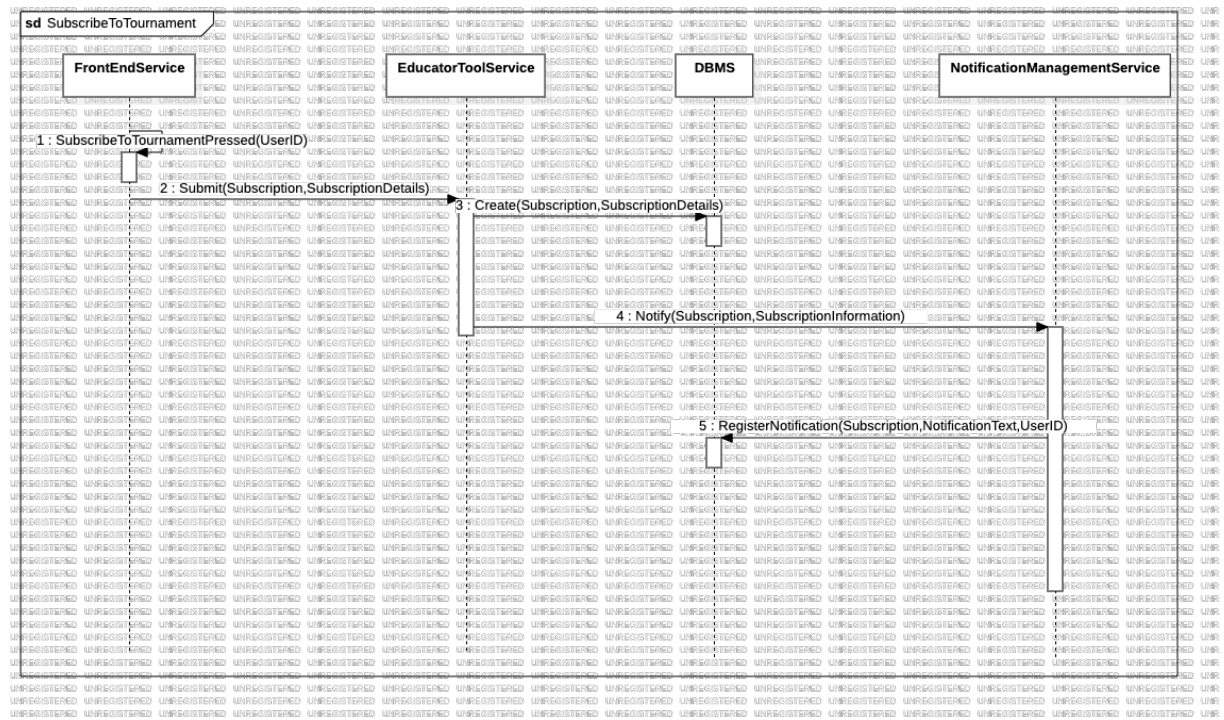 sd SubscribeToTournament
FrontEndService
EducatorToolService
DBMS
NotificationManagementService
1 : SubscribeToTournamentPressed(UserID)
2 : Submit(Subscription,SubscriptionDetails)
3 : Create(Subscription,SubscriptionDetails)
4 : Notify(Subscription,SubscriptionInformation)
5 : RegisterNotification(Subscription,NotificationText,UserID)
UNREGISTERED